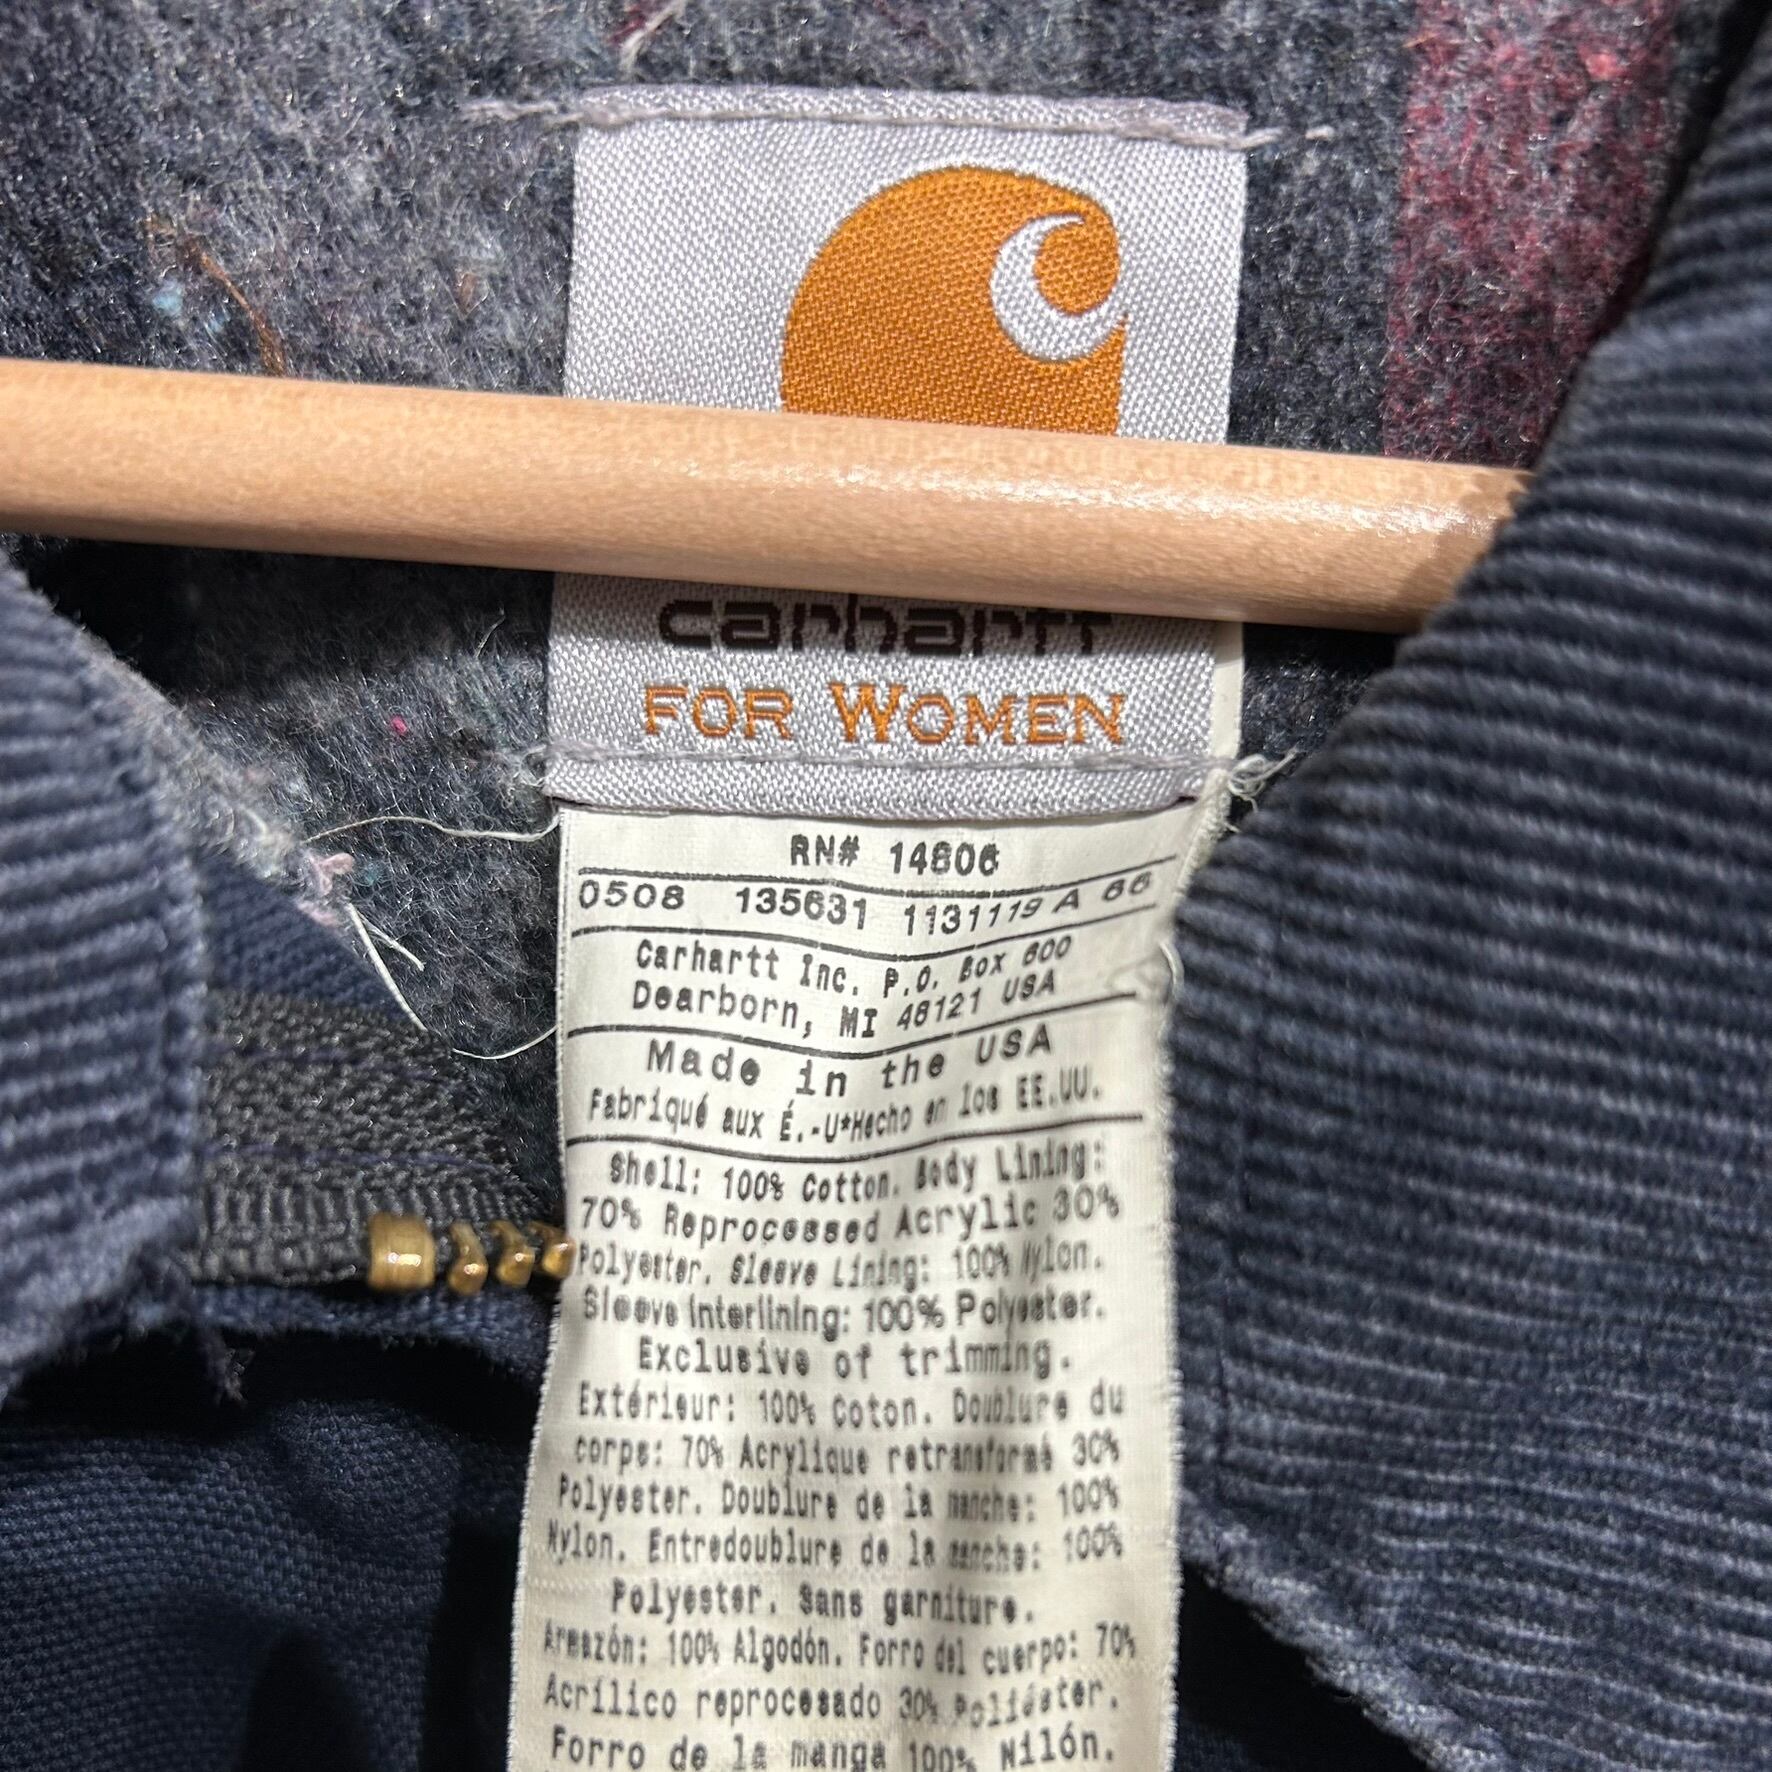 carhartt
FOR WOMEN
RN# 14806
0508 135631 1131119 A 66
Carhartt Inc. P.O. Box 600
Dearborn, MI 48121 USA
Made in the USA
Fabriqué aux É.-U*Hecho en los EE.UU.
Shell: 100% Cotton. Body Lining:
70% Reprocessed Acrylic 30%
Polyester. Sleeve Lining: 100% Nylon.
Sleeve interlining: 100% Polyester.
Exclusive of trimming.
Extérieur: 100% Coton. Doublure du
corps: 70% Acrylique retransformé 30%
Polyester. Doublure de la manche: 100%
Nylon. Entredoublure de la manche: 100%
Polyester. Sans garniture.
Armazón: 100% Algodón. Forro del cuerpo: 70%
Acrílico reprocesado 30% Poliéster.
Forro de la manga 100% Nilón.